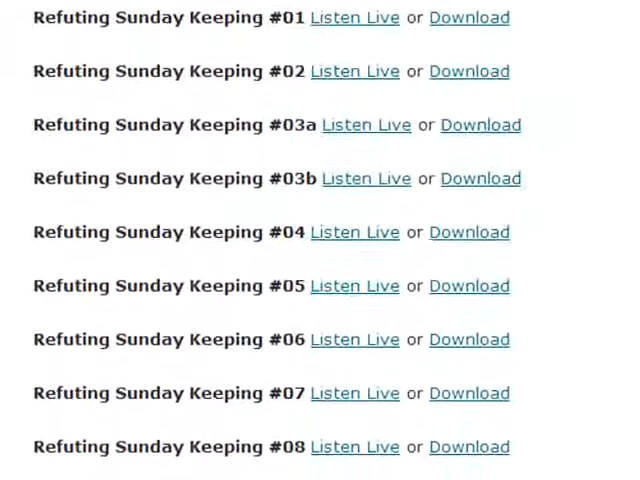 Refuting Sunday Keeping #01 Listen Live or Download
Refuting Sunday Keeping #02 Listen Live or Download
Refuting Sunday Keeping #03a Listen Live or Download
Refuting Sunday Keeping #03b Listen Live or Download
Refuting Sunday Keeping #04 Listen Live or Download
Refuting Sunday Keeping #05 Listen Live or Download
Refuting Sunday Keeping #06 Listen Live or Download
Refuting Sunday Keeping #07 Listen Live or Download
Refuting Sunday Keeping #08 Listen Live or Download